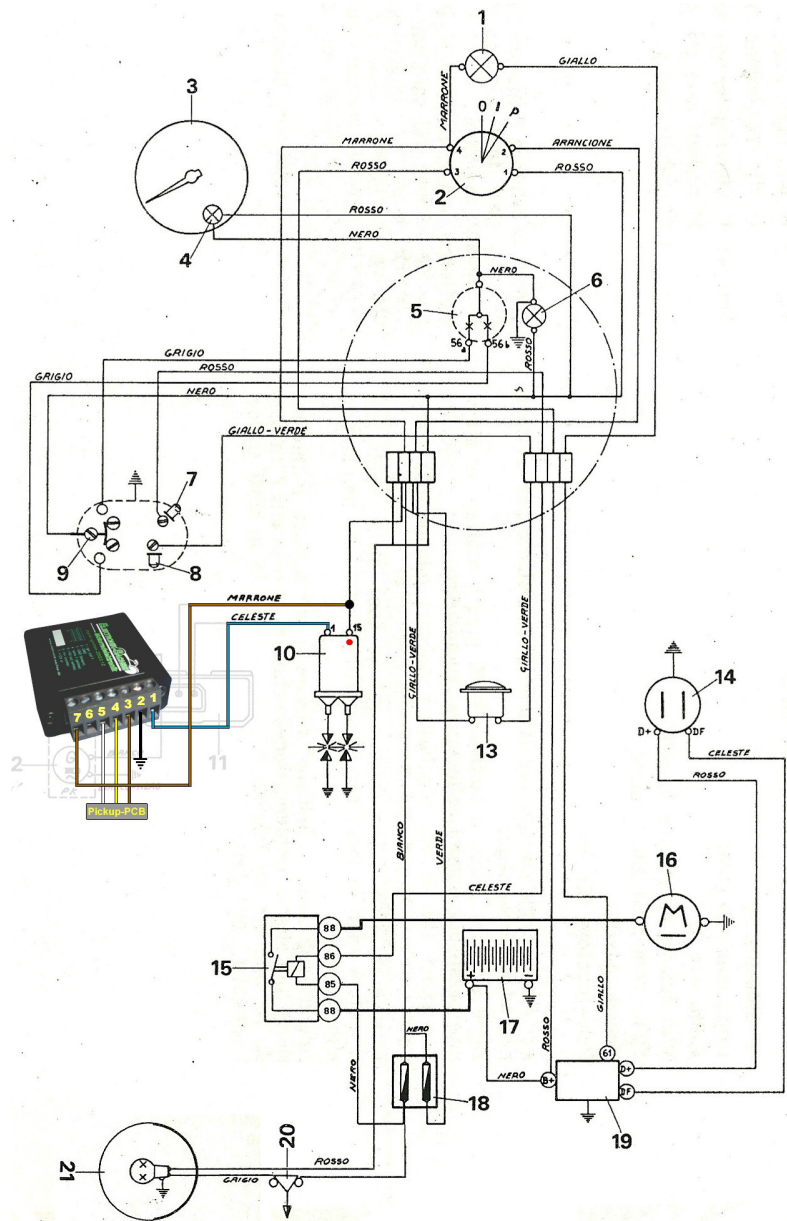 1
GIALLO
MARRONE
3
O 1 P
MARRONE
4
2
ARANCIONE
ROSSO
3
1
ROSSO
2
ROSSO
4
NERO
NERO
6
5
56a
56b
ROSSO
GRIGIO
ROSSO
GRIGIO
NERO
GIALLO-VERDE
7
9
8
MARRONE
CELESTE
1
15
10
GIALLO-VERDE
GIALLO-VERDE
14
7 6 5 4 3 2 1
11
13
D+
DF
2
CELESTE
ROSSO
Pickup-PCB
BIANCO
VERDE
CELESTE
16
M
88
86
15
85
88
+
-
17
GIALLO
ROSSO
NERO
NERO
NERO
61
B+
D+
DF
18
19
20
21
ROSSO
GRIGIO